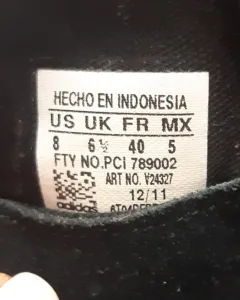 HECHO EN INDONESIA
US UK FR MX
8 6½ 40 5
FTY NO.PCI 789002
ART NO. V24327
12/11
adidas